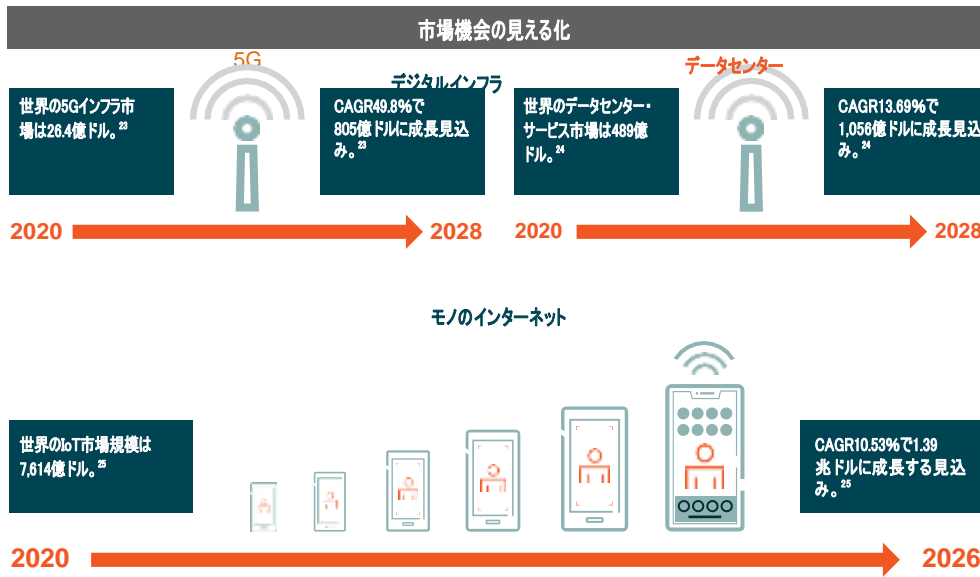 市場機会の見える化
5G
デジタルインフラ
データセンター
世界の5Gインフラ市
場は26.4億ドル。23
CAGR49.8%で
805億ドルに成長見込
み。23
世界のデータセンター・
サービス市場は489億
ドル。24
CAGR13.69%で
1,056億ドルに成長見込
み。24
2020
2028
2020
2028
モノのインターネット
世界のIoT市場規模は
7,614億ドル。25
CAGR10.53%で1.39
兆ドルに成長する見込
み。25
2020
2026